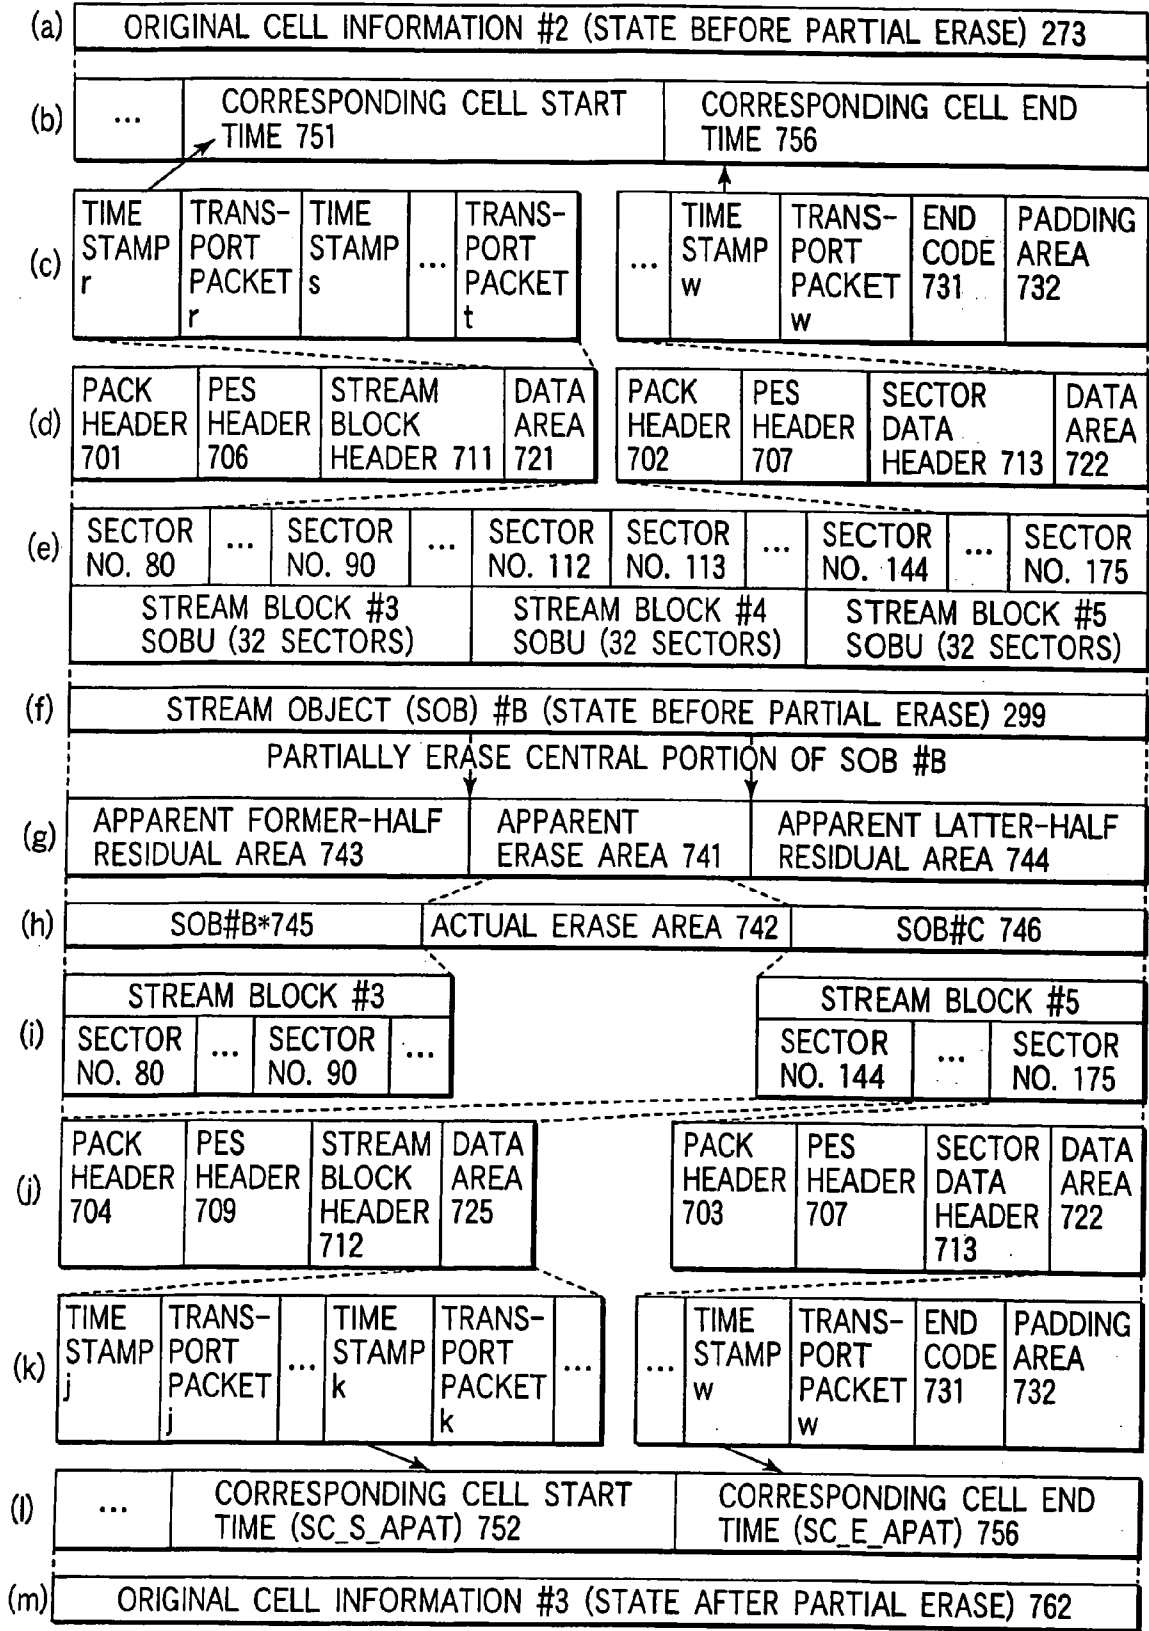 (a) ORIGINAL CELL INFORMATION #2 (STATE BEFORE PARTIAL ERASE) 273
(b) ... CORRESPONDING CELL START TIME 751 CORRESPONDING CELL END TIME 756
(c) TIME STAMP r TRANS-PORT PACKET r TIME STAMP s ... TRANS-PORT PACKET t ... TIME STAMP w TRANS-PORT PACKET w END CODE 731 PADDING AREA 732
(d) PACK HEADER 701 PES HEADER 706 STREAM BLOCK HEADER 711 DATA AREA 721 PACK HEADER 702 PES HEADER 707 SECTOR DATA HEADER 713 DATA AREA 722
(e) SECTOR NO. 80 ... SECTOR NO. 90 ... SECTOR NO. 112 SECTOR NO. 113 ... SECTOR NO. 144 ... SECTOR NO. 175
STREAM BLOCK #3 SOBU (32 SECTORS) STREAM BLOCK #4 SOBU (32 SECTORS) STREAM BLOCK #5 SOBU (32 SECTORS)
(f) STREAM OBJECT (SOB) #B (STATE BEFORE PARTIAL ERASE) 299
PARTIALLY ERASE CENTRAL PORTION OF SOB #B
(g) APPARENT FORMER-HALF RESIDUAL AREA 743 APPARENT ERASE AREA 741 APPARENT LATTER-HALF RESIDUAL AREA 744
(h) SOB#B*745 ACTUAL ERASE AREA 742 SOB#C 746
(i) STREAM BLOCK #3 STREAM BLOCK #5
SECTOR NO. 80 ... SECTOR NO. 90 ... SECTOR NO. 144 ... SECTOR NO. 175
(j) PACK HEADER 704 PES HEADER 709 STREAM BLOCK HEADER 712 DATA AREA 725 PACK HEADER 703 PES HEADER 707 SECTOR DATA HEADER 713 DATA AREA 722
(k) TIME STAMP j TRANS-PORT PACKET j ... TIME STAMP k TRANS-PORT PACKET k ... ... TIME STAMP w TRANS-PORT PACKET w END CODE 731 PADDING AREA 732
(l) ... CORRESPONDING CELL START TIME (SC_S_APAT) 752 CORRESPONDING CELL END TIME (SC_E_APAT) 756
(m) ORIGINAL CELL INFORMATION #3 (STATE AFTER PARTIAL ERASE) 762